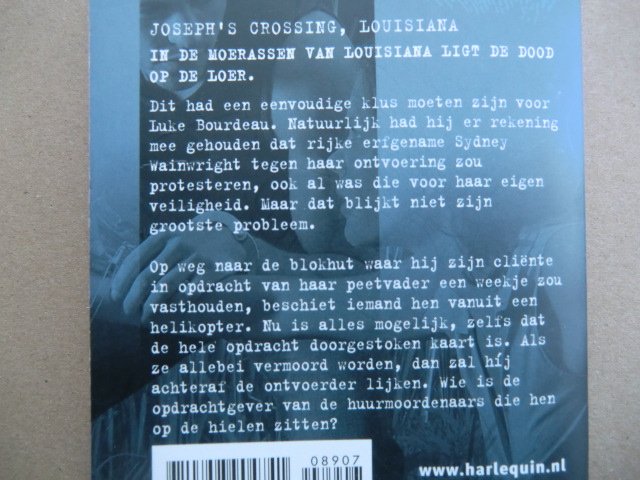 JOSEPH'S CROSSING, LOUISIANA
IN DE MOERASSEN VAN LOUISIANA LIGT DE DOOD
OP DE LOER.
Dit had een eenvoudige klus moeten zijn voor
Luke Bourdeau. Natuurlijk had hij er rekening
mee gehouden dat rijke erfgename Sydney
Wainwright tegen haar ontvoering zou
protesteren, ook al was die voor haar eigen
veiligheid. Maar dat blijkt niet zijn
grootste probleem.
Op weg naar de blokhut waar hij zijn cliënte
in opdracht van haar peetvader een weekje zou
vasthouden, beschiet iemand hen vanuit een
helikopter. Nu is alles mogelijk, zelfs dat
de hele opdracht doorgestoken kaart is. Als
ze allebei vermoord worden, dan zal híj
achteraf de ontvoerder lijken. Wie is de
opdrachtgever van de huurmoordenaars die hen
op de hielen zitten?
08907
www.harlequin.nl